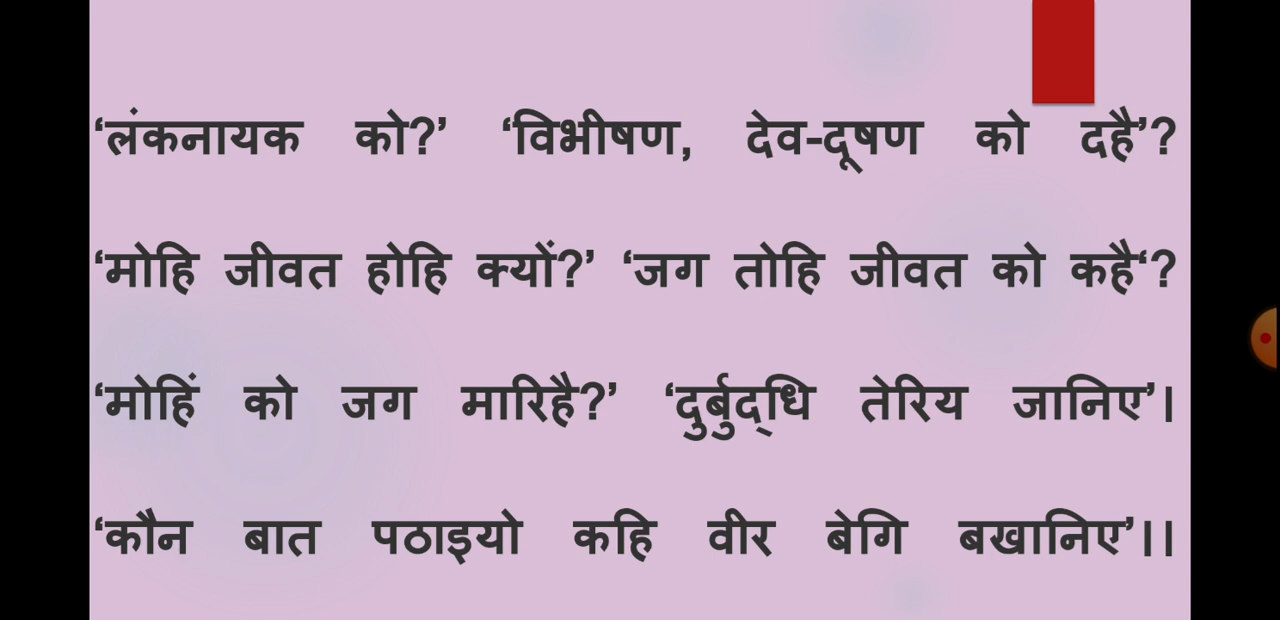 ‘लंकनायक को?’ ‘विभीषण, देव-दूषण को दहै’?
‘मोहि जीवत होहि क्यों?’ ‘जग तोहि जीवत को कहै‘?
‘मोहिं को जग मारिहै?’ ‘दुर्बुद्धि तेरिय जानिए’।
‘कौन बात पठाइयो कहि वीर बेगि बखानिए’।।